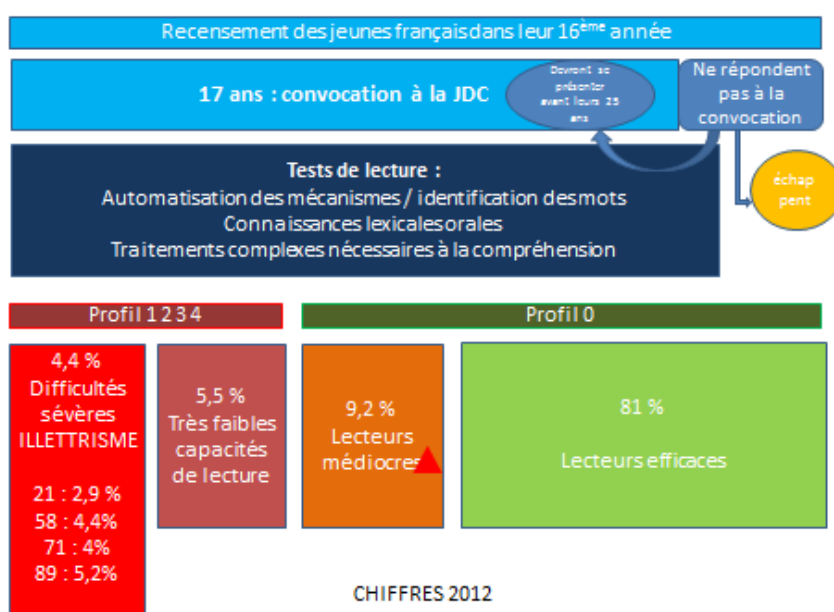 Recensement des jeunes français dans leur 16ème année
17 ans : convocation à la JDC
Devront se
présenter
avant leurs 25
ans
Ne répondent
pas à la
convocation
échap
pent
Tests de lecture :
Automatisation des mécanismes / identification des mots
Connaissances lexicales orales
Traitements complexes nécessaires à la compréhension
Profil 1 2 3 4
Profil 0
4,4 %
Difficultés
sévères
ILLETTRISME
21 : 2,9 %
58 : 4,4%
71 : 4%
89 : 5,2%
5,5 %
Très faibles
capacités
de lecture
9,2 %
Lecteurs
médiocres
81 %
Lecteurs efficaces
CHIFFRES 2012